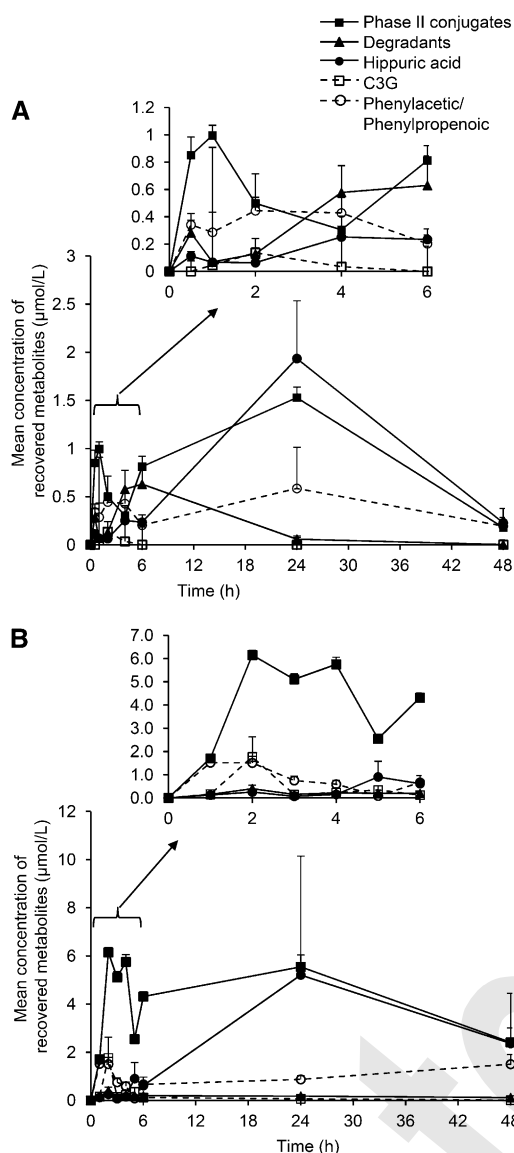 Phase II conjugates
Degradants
Hippuric acid
C3G
Phenylacetic/
Phenylpropenoic
A
1.2
1
0.8
0.6
0.4
0.2
0
0 2 4 6
Mean concentration of
recovered metabolites (µmol/L)
3
2.5
2
1.5
1
0.5
0
0 6 12 18 24 30 36 42 48
Time (h)
B
7.0
6.0
5.0
4.0
3.0
2.0
1.0
0.0
0 2 4 6
Mean concentration of
recovered metabolites (µmol/L)
12
10
8
6
4
2
0
0 6 12 18 24 30 36 42 48
Time (h)